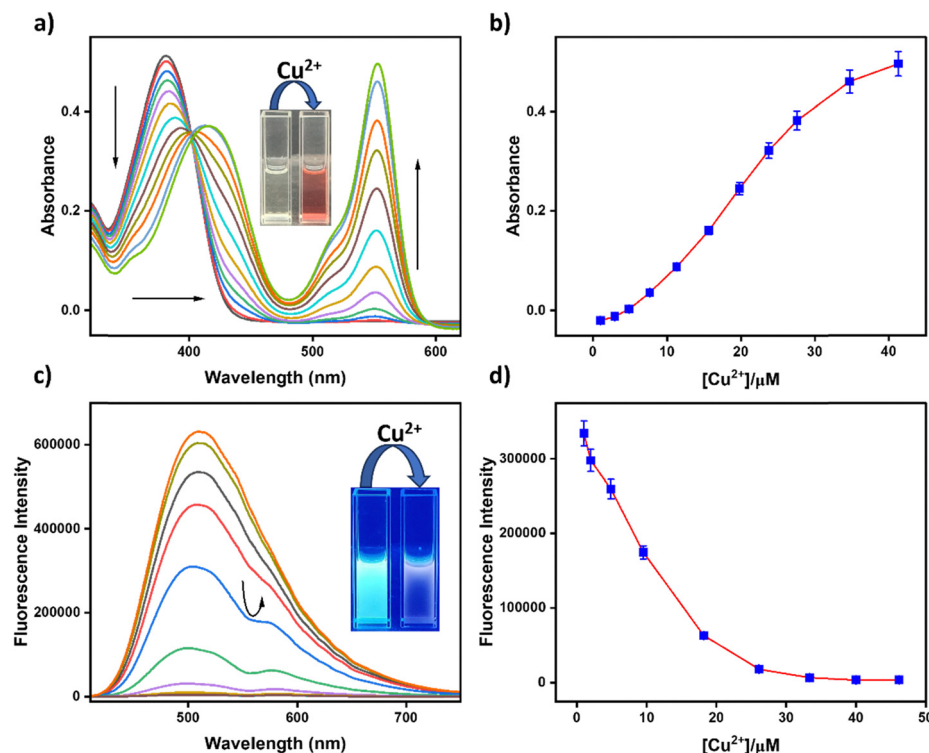 a)
Cu2+
0.4
0.2
0.0
Absorbance
400
500
600
Wavelength (nm)
b)
0.4
0.2
0.0
Absorbance
0
10
20
30
40
[Cu2+]/μM
c)
Cu2+
600000
400000
200000
0
Fluorescence Intensity
500
600
700
Wavelength (nm)
d)
300000
200000
100000
0
Fluorescence Intensity
0
10
20
30
40
50
[Cu2+]/μM